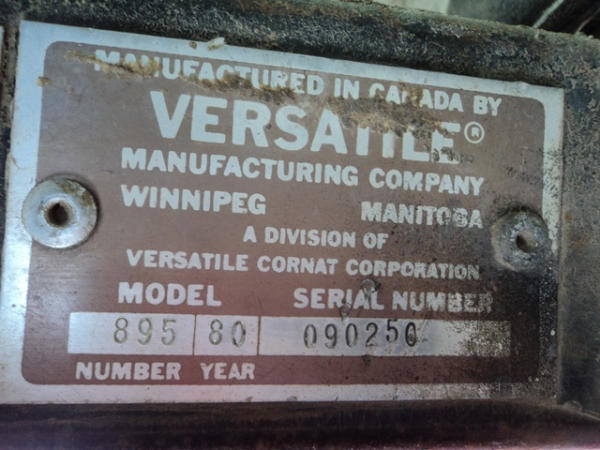 MANUFACTURED IN CANADA BY
VERSATILE®
MANUFACTURING COMPANY
WINNIPEG MANITOBA
A DIVISION OF
VERSATILE CORNAT CORPORATION
MODEL SERIAL NUMBER
895 80 090250
NUMBER YEAR